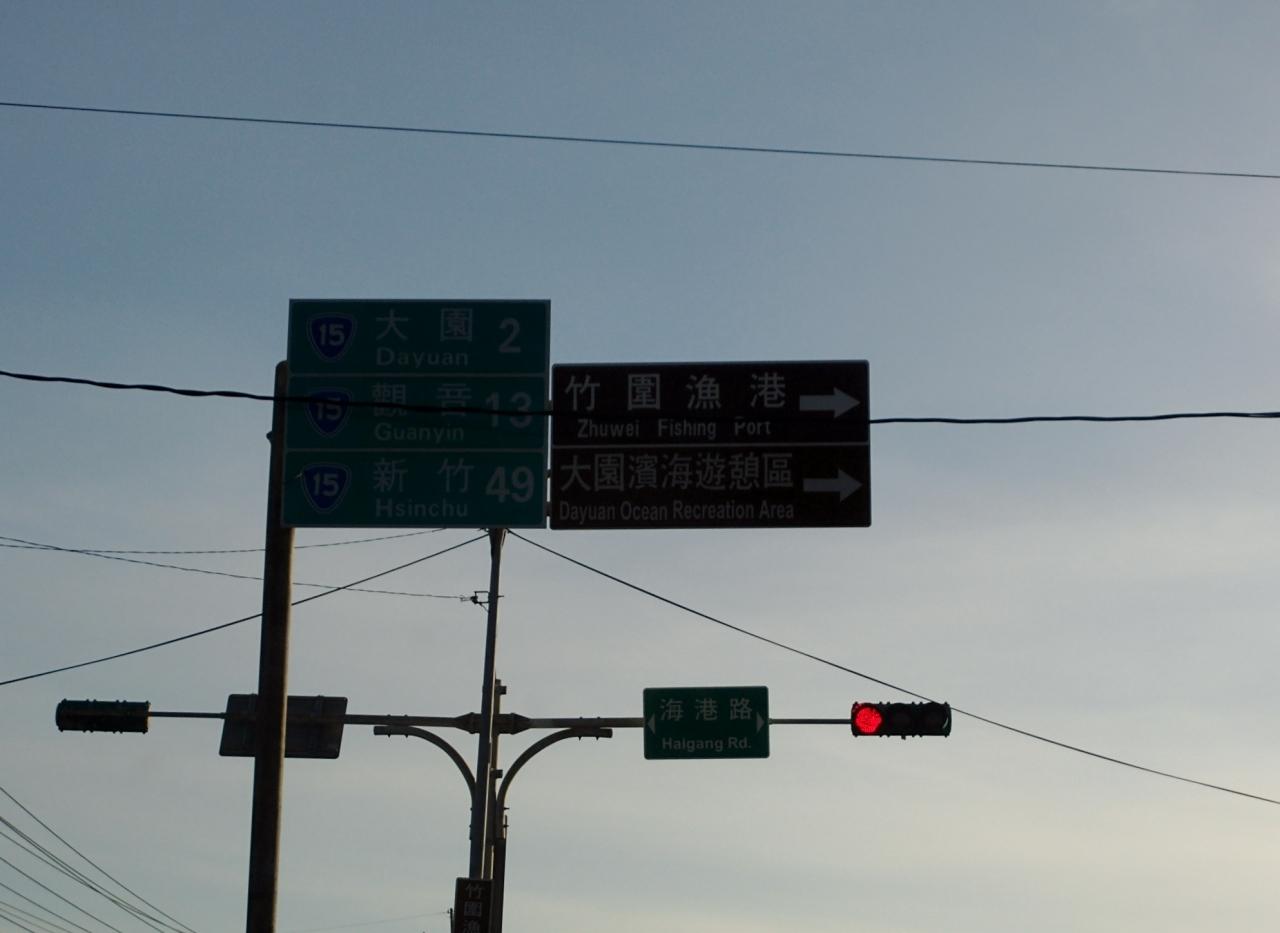 15 大園 2
Dayuan
15 觀音 13
Guanyin
15 新竹 49
Hsinchu
竹圍漁港
Zhuwei Fishing Port
大園濱海遊憩區
Dayuan Ocean Recreation Area
海港路
Haigang Rd.
竹
圍
漁